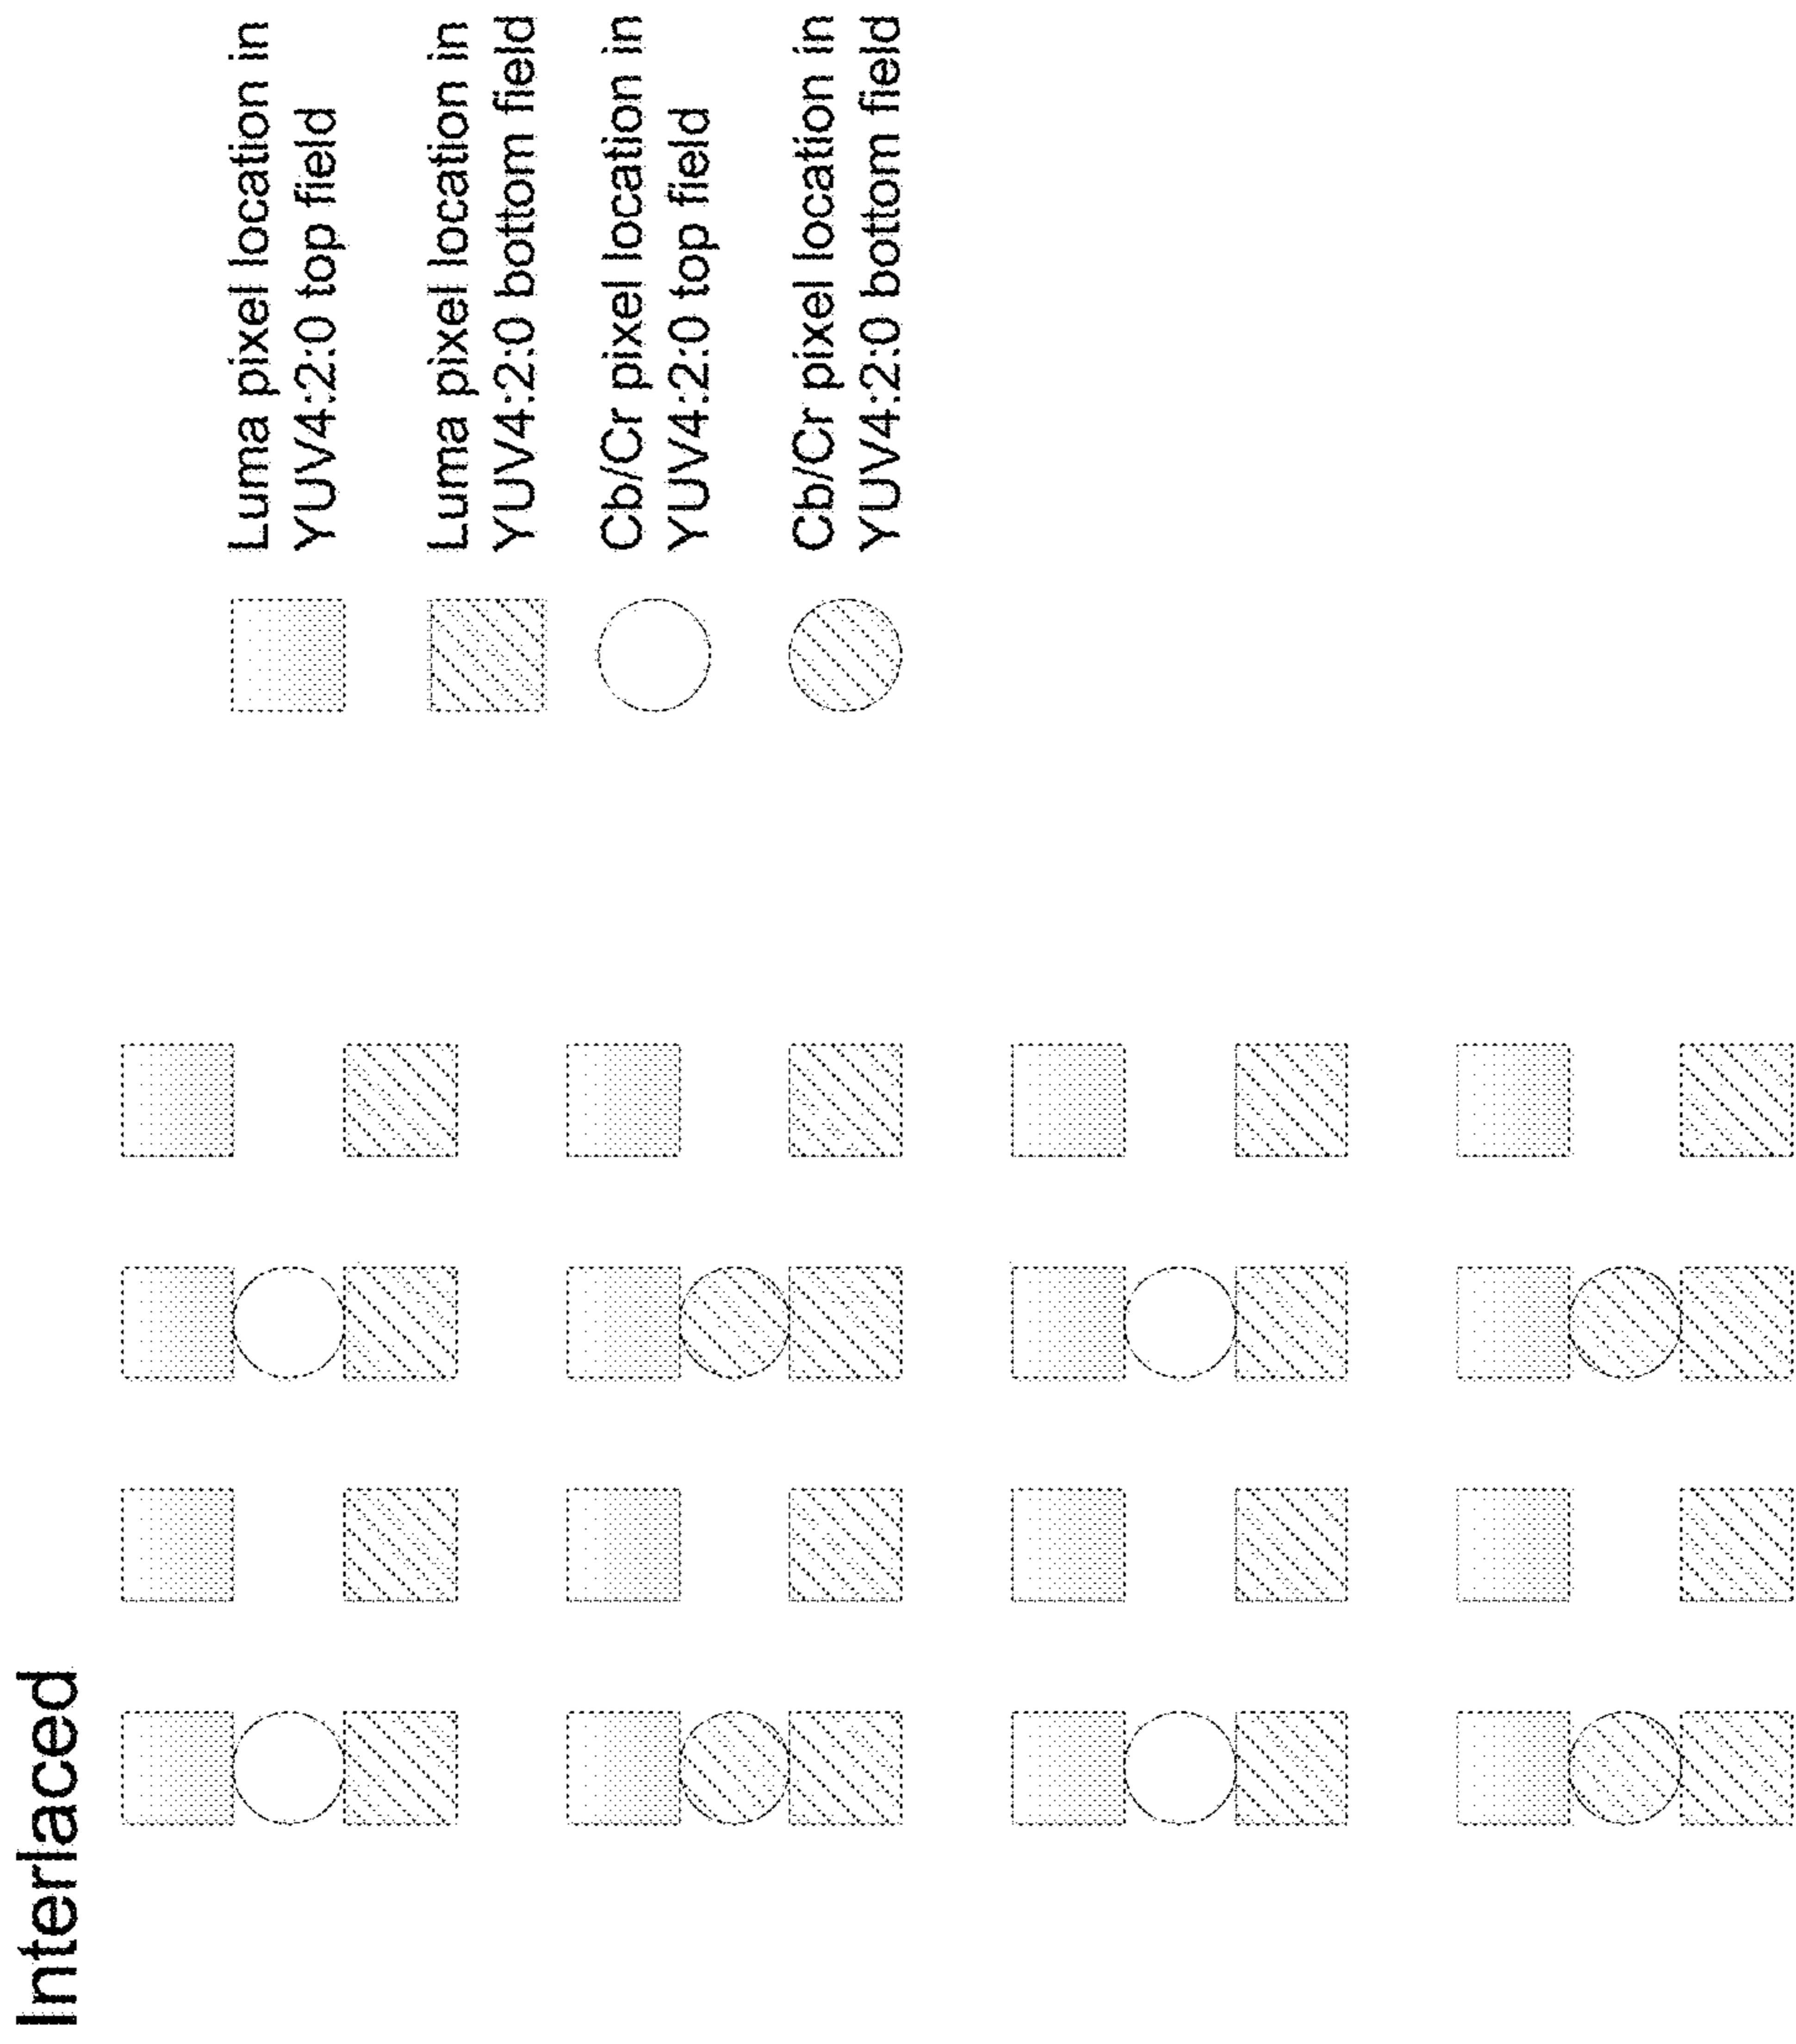 Interlaced
Luma pixel location in
YUV4:2:0 top field
Luma pixel location in
YUV4:2:0 bottom field
Cb/Cr pixel location in
YUV4:2:0 top field
Cb/Cr pixel location in
YUV4:2:0 bottom field